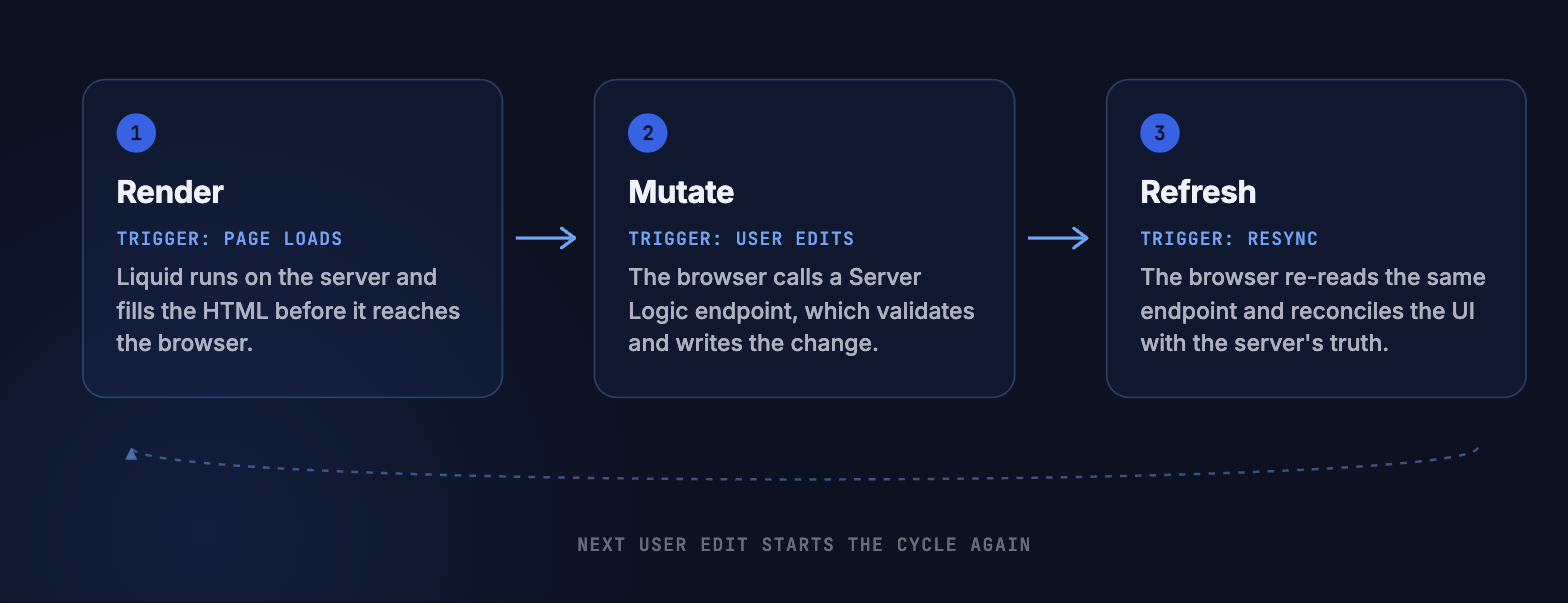 1
Render
TRIGGER: PAGE LOADS
Liquid runs on the server and
fills the HTML before it reaches
the browser.
2
Mutate
TRIGGER: USER EDITS
The browser calls a Server
Logic endpoint, which validates
and writes the change.
3
Refresh
TRIGGER: RESYNC
The browser re-reads the same
endpoint and reconciles the UI
with the server's truth.
NEXT USER EDIT STARTS THE CYCLE AGAIN